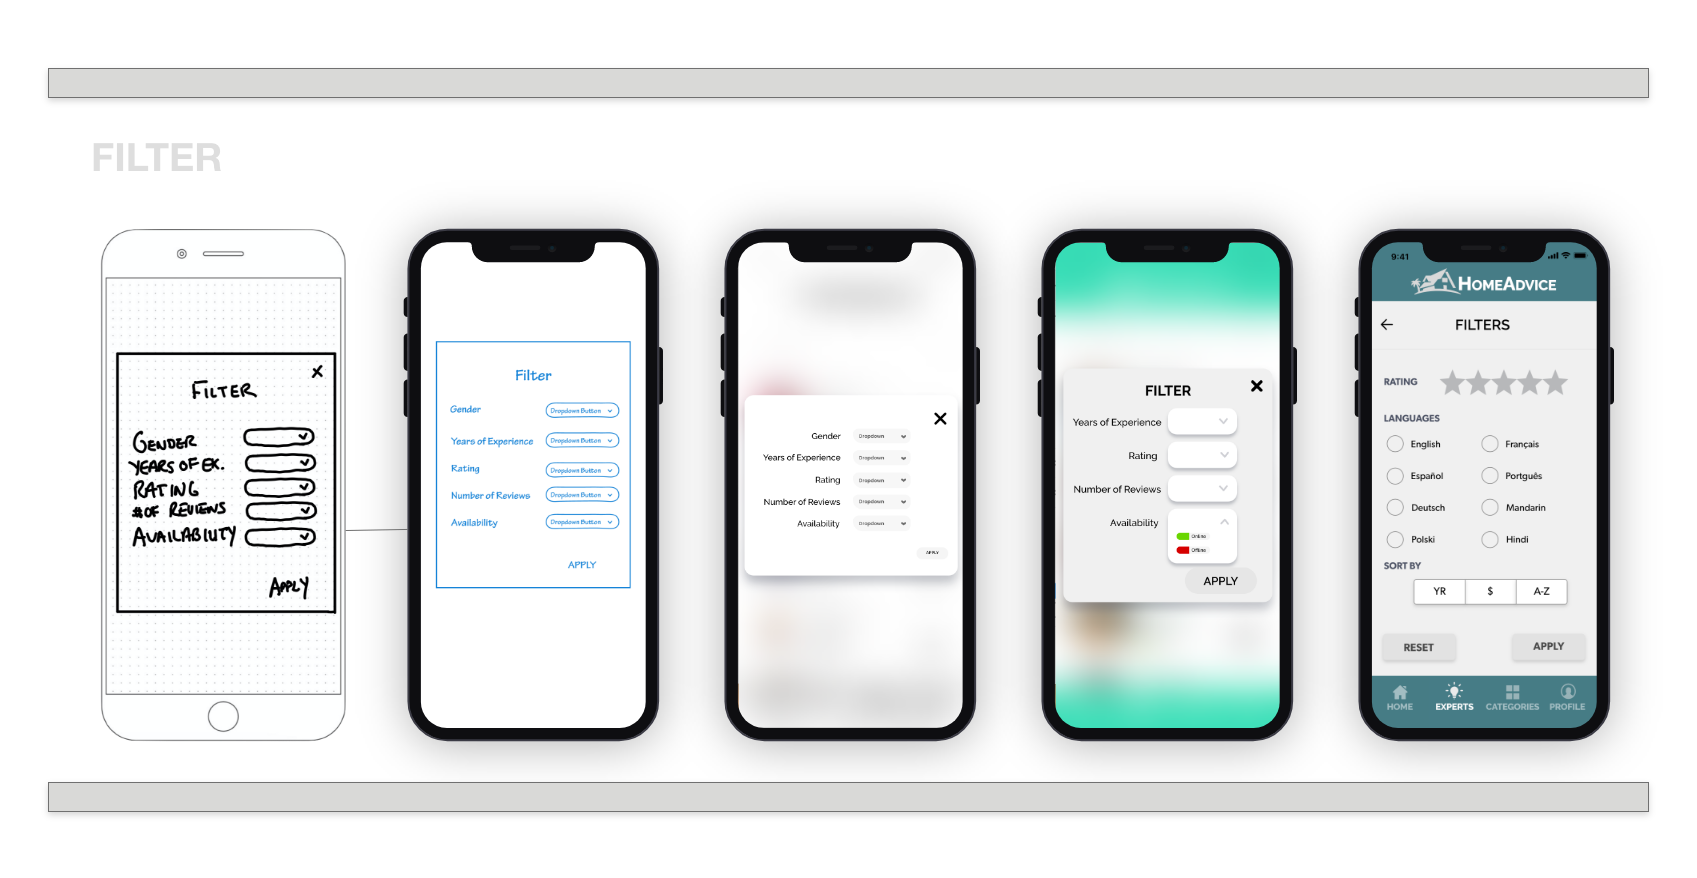 FILTER
X
FILTER
GENDER
YEARS OF EX.
RATING
# OF REVIEWS
AVAILABILITY
APPLY
Filter
Gender Dropdown Button
Years of Experience Dropdown Button
Rating Dropdown Button
Number of Reviews Dropdown Button
Availability Dropdown Button
APPLY
Gender Dropdown
Years of Experience Dropdown
Rating Dropdown
Number of Reviews Dropdown
Availability Dropdown
APPLY
FILTER
Years of Experience
Rating
Number of Reviews
Availability
Online
Offline
APPLY
9:41
HOMEADVICE
FILTERS
RATING
LANGUAGES
English Français
Español Portugués
Deutsch Mandarin
Polski Hindi
SORT BY
YR $ A-Z
RESET APPLY
HOME EXPERTS CATEGORIES PROFILE